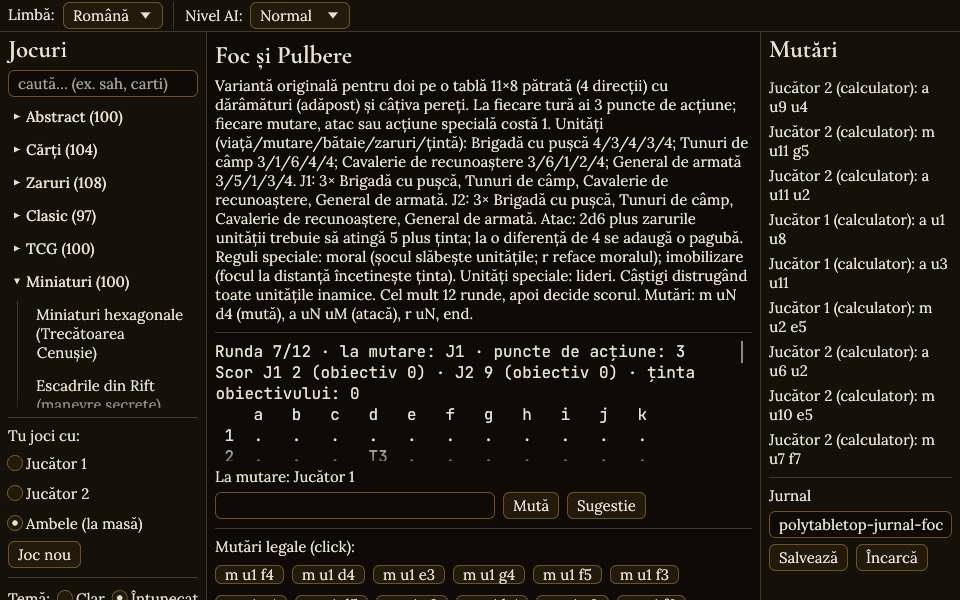 Limbă: Română ▼ Nivel AI: Normal ▼
Jocuri
caută... (ex. sah, carti)
▸ Abstract (100)
▸ Cărți (104)
▸ Zaruri (108)
▸ Clasic (97)
▸ TCG (100)
▾ Miniaturi (100)
Miniaturi hexagonale
(Trecătoarea
Cenușie)
Escadrile din Rift
(manevre secrete)
Tu joci cu:
Jucător 1
Jucător 2
Ambele (la masă)
Joc nou
Temă: Clar Întunecat
Foc și Pulbere
Variantă originală pentru doi pe o tablă 11×8 pătrată (4 direcții) cu
dărâmături (adăpost) și câțiva pereți. La fiecare tură ai 3 puncte de acțiune;
fiecare mutare, atac sau acțiune specială costă 1. Unități
(viață/mutare/bătaie/zaruri/țintă): Brigadă cu pușcă 4/3/4/3/4; Tunuri de
câmp 3/1/6/4/4; Cavalerie de recunoaștere 3/6/1/2/4; General de armată
3/5/1/3/4. J1: 3× Brigadă cu pușcă, Tunuri de câmp, Cavalerie de
recunoaștere, General de armată. J2: 3× Brigadă cu pușcă, Tunuri de câmp,
Cavalerie de recunoaștere, General de armată. Atac: 2d6 plus zarurile
unității trebuie să atingă 5 plus ținta; la o diferență de 4 se adaugă o pagubă.
Reguli speciale: moral (șocul slăbește unitățile; r reface moralul); imobilizare
(focul la distanță încetinește ținta). Unități speciale: lideri. Câștigi distrugând
toate unitățile inamice. Cel mult 12 runde, apoi decide scorul. Mutări: m uN
d4 (mută), a uN uM (atacă), r uN, end.
Runda 7/12 · la mutare: J1 · puncte de acțiune: 3
Scor J1 2 (obiectiv 0) · J2 9 (obiectiv 0) · ținta
obiectivului: 0
a b c d e f g h i j k
1 . . . . . . . . . . .
2 . . . T3 . . . . . . .
La mutare: Jucător 1
Mută Sugestie
Mutări legale (click):
m u1 f4 m u1 d4 m u1 e3 m u1 g4 m u1 f5 m u1 f3
Mutări
Jucător 2 (calculator): a
u9 u4
Jucător 2 (calculator): m
u11 g5
Jucător 2 (calculator): a
u11 u2
Jucător 1 (calculator): a u1
u8
Jucător 1 (calculator): a u3
u11
Jucător 1 (calculator): m
u2 e5
Jucător 2 (calculator): a
u6 u2
Jucător 2 (calculator): m
u10 e5
Jucător 2 (calculator): m
u7 f7
Jurnal
polytabletop-jurnal-foc
Salvează Încarcă